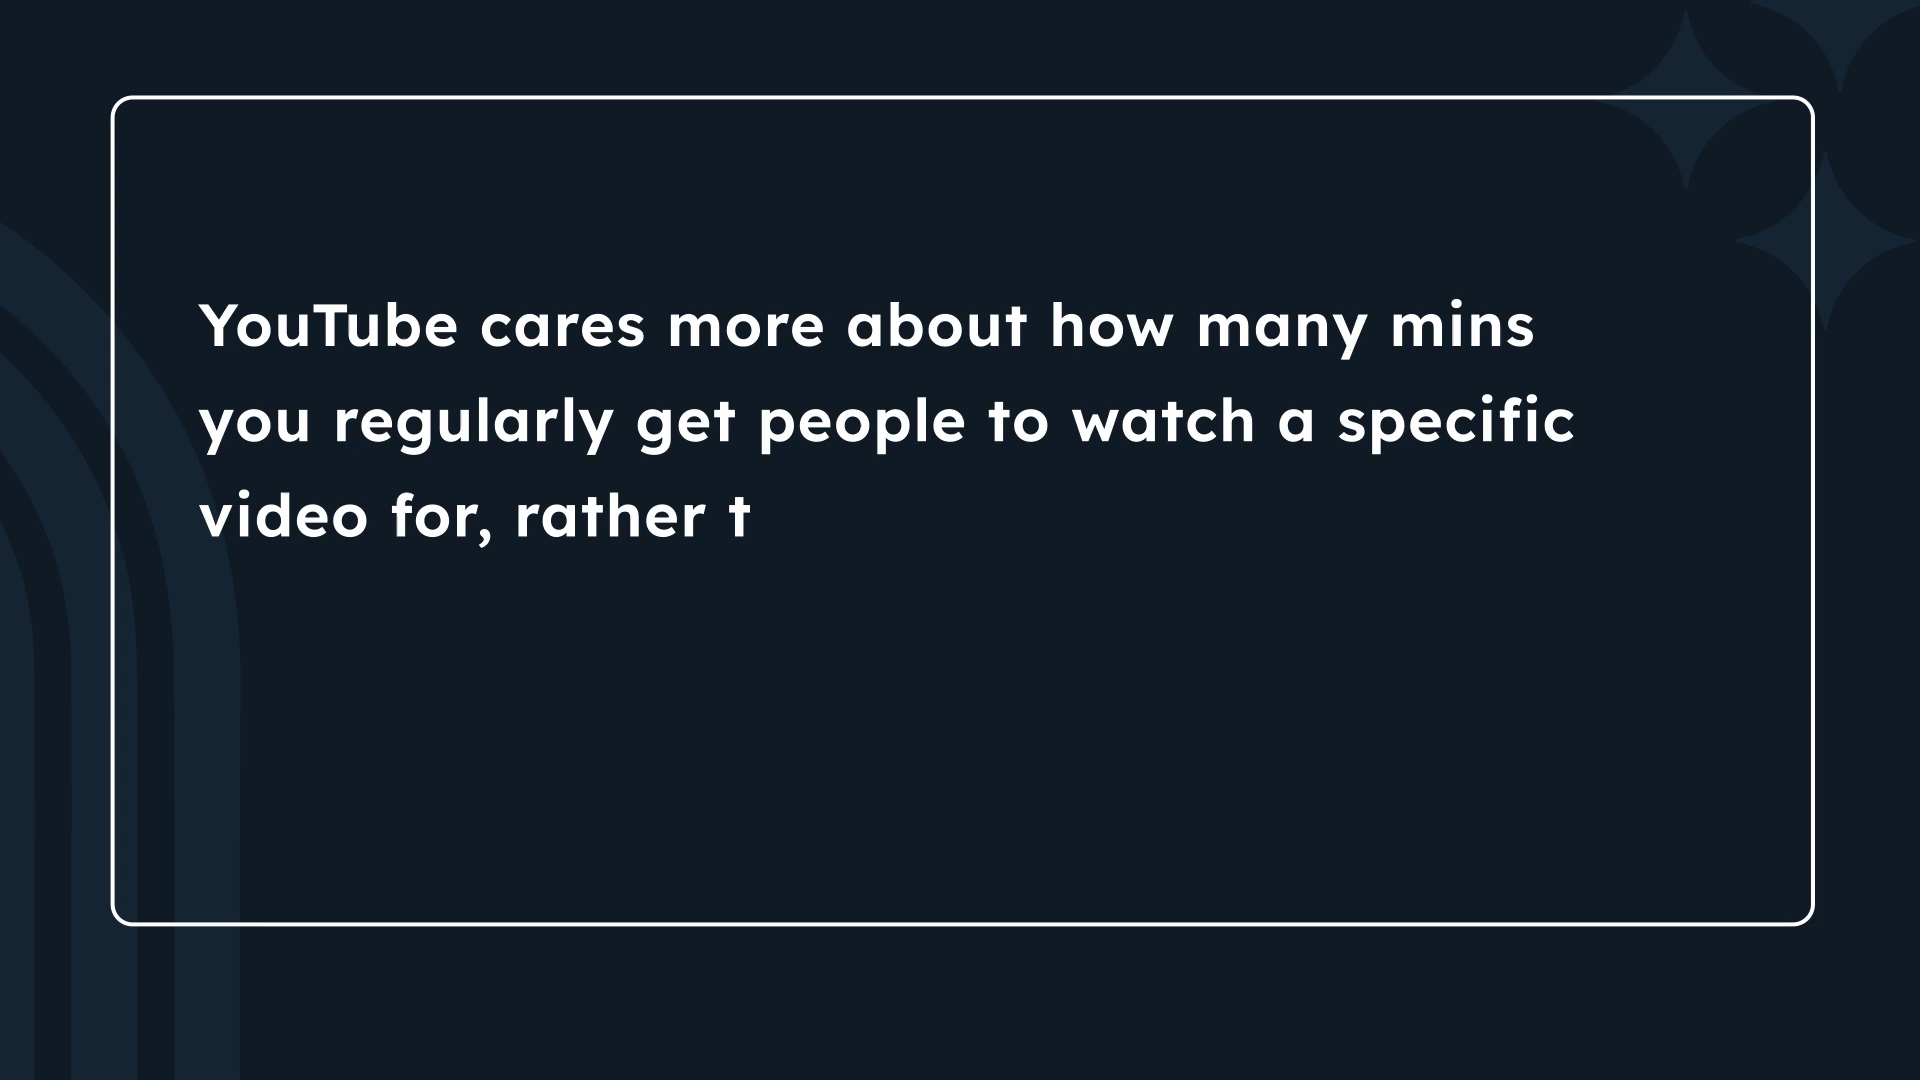 YouTube cares more about how many mins
you regularly get people to watch a specific
video for, rather t